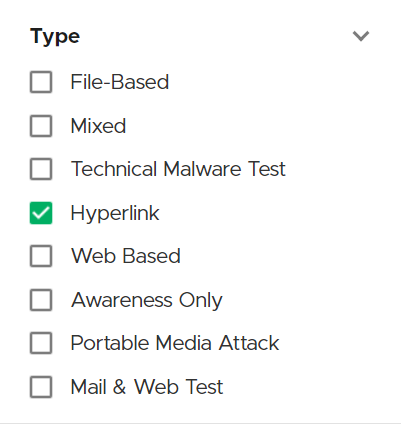 Type
File-Based
Mixed
Technical Malware Test
Hyperlink
Web Based
Awareness Only
Portable Media Attack
Mail & Web Test